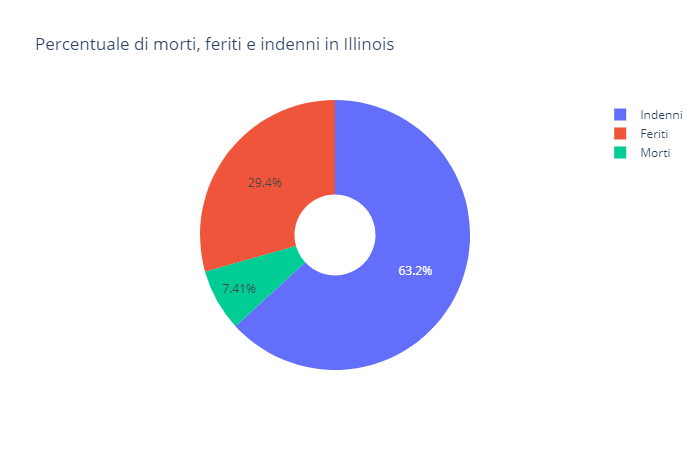 Percentuale di morti, feriti e indenni in Illinois
Indenni
Feriti
Morti
29.4%
63.2%
7.41%